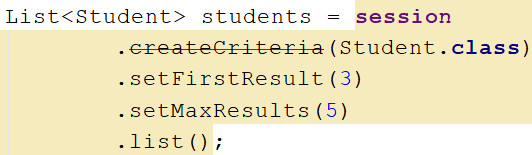 List<Student> students = session
.createCriteria(Student.class)
.setFirstResult(3)
.setMaxResults(5)
.list();